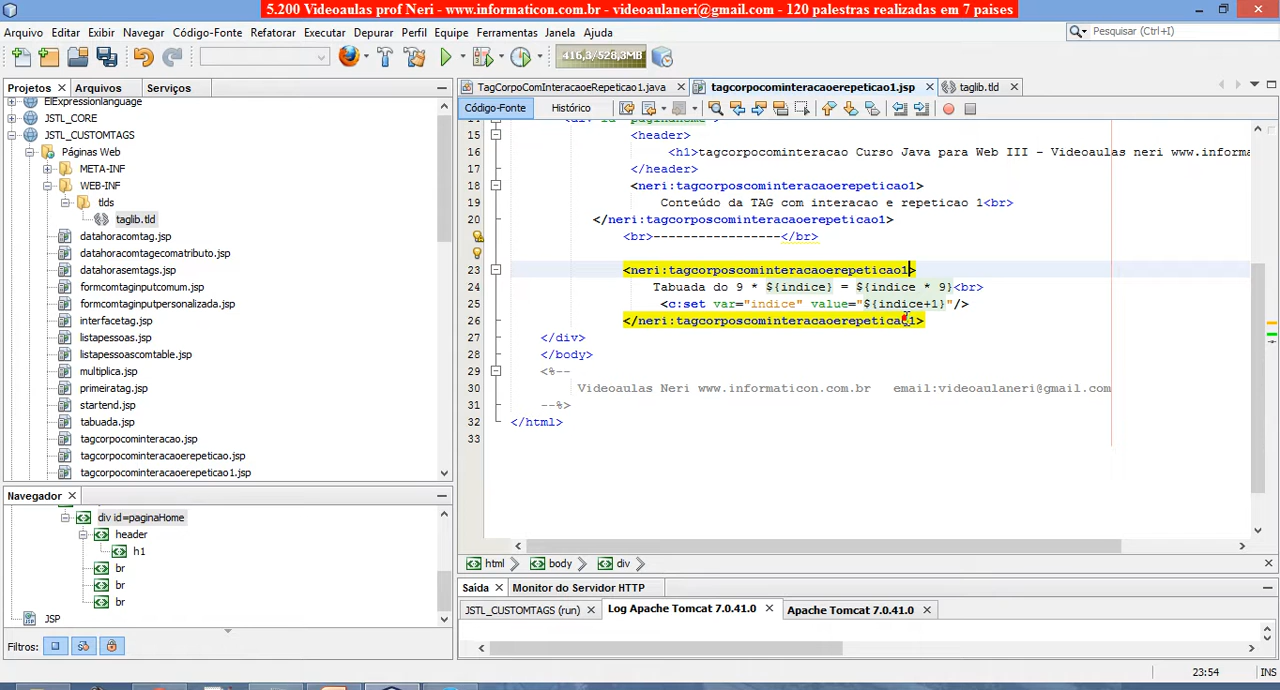 5.200 Videoaulas prof Neri - www.informaticon.com.br - videoaulaneri@gmail.com - 120 palestras realizadas em 7 paises
Arquivo Editar Exibir Navegar Código-Fonte Refatorar Executar Depurar Perfil Equipe Ferramentas Janela Ajuda
Pesquisar (Ctrl+I)
416,3/528,3MB
Projetos Arquivos Serviços
ElExpressionlanguage
JSTL_CORE
JSTL_CUSTOMTAGS
Páginas Web
META-INF
WEB-INF
tlds
taglib.tld
datahoracomtag.jsp
datahoracomtagecomatributo.jsp
datahorasemtags.jsp
formcomtaginputcomum.jsp
formcomtaginputpersonalizada.jsp
interfacetag.jsp
listapessoas.jsp
listapessoascomtable.jsp
multiplica.jsp
primeiratag.jsp
startend.jsp
tabuada.jsp
tagcorpocominteracao.jsp
tagcorpocominteracaoerepeticao.jsp
tagcorpocominteracaoerepeticao1.jsp
Navegador
div id=paginaHome
header
h1
br
br
br
JSP
Filtros:
TagCorpoComInteracaoeRepeticao1.java tagcorpocominteracaoerepeticao1.jsp taglib.tld
Código-Fonte Histórico
15 <header>
16 <h1>tagcorpocominteracao Curso Java para Web III - Videoaulas neri www.informa
17 </header>
18 <neri:tagcorposcominteracaoerepeticao1>
19 Conteúdo da TAG com interacao e repeticao 1<br>
20 </neri:tagcorposcominteracaoerepeticao1>
<br>-----------------</br>
23 <neri:tagcorposcominteracaoerepeticao1>
24 Tabuada do 9 * ${indice} = ${indice * 9}<br>
25 <c:set var="indice" value="${indice+1}"/>
26 </neri:tagcorposcominteracaoerepeticao1>
27 </div>
28 </body>
29 <%--
30 Videoaulas Neri www.informaticon.com.br email:videoaulaneri@gmail.com
31 --%>
32 </html>
33
html body div
Saída Monitor do Servidor HTTP
JSTL_CUSTOMTAGS (run) Log Apache Tomcat 7.0.41.0 Apache Tomcat 7.0.41.0
23:54 INS